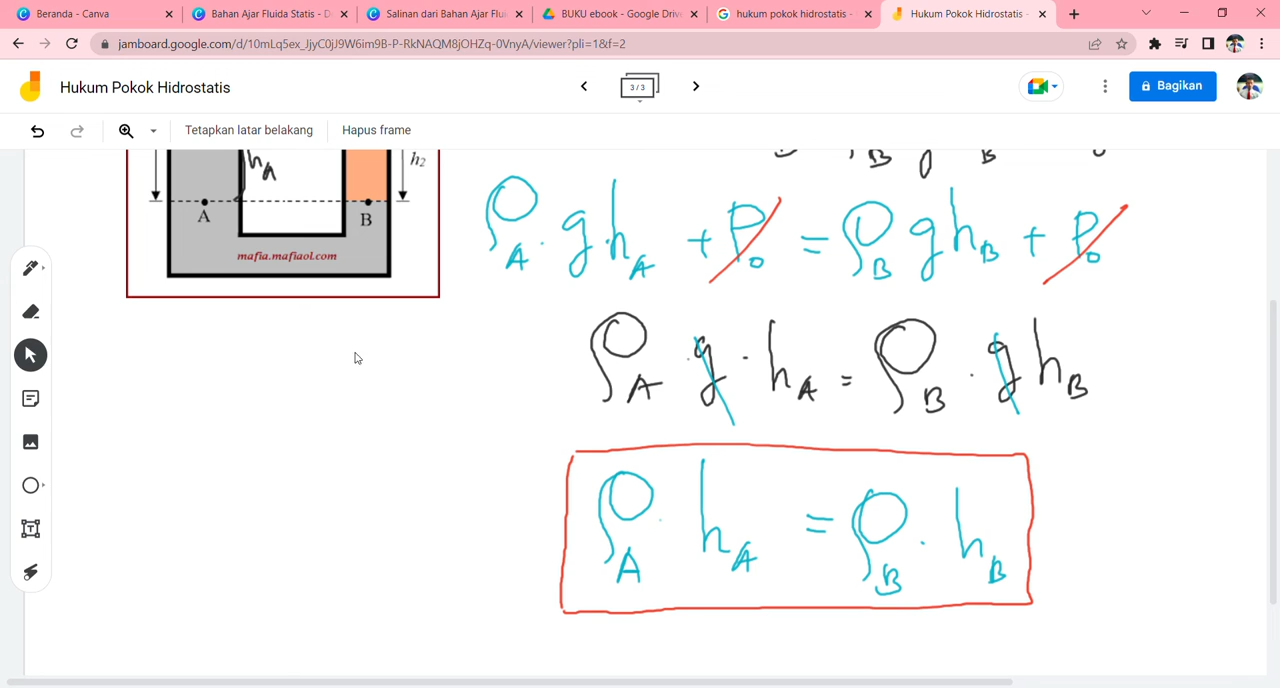 Beranda - Canva
Bahan Ajar Fluida Statis - D
Salinan dari Bahan Ajar Flui
BUKU ebook - Google Driv
hukum pokok hidrostatis -
Hukum Pokok Hidrostatis -
jamboard.google.com/d/10mLq5ex_JjyC0jJ9W6im9B-P-RkNAQM8jOHZq-0VnyA/viewer?pli=1&f=2
Hukum Pokok Hidrostatis
3 / 3
Bagikan
Tetapkan latar belakang
Hapus frame
hA
h2
A
B
mafia.mafiaol.com
ρA . g . hA + P0 = ρB g hB + P0
ρA g . hA = ρB . g hB
ρA . hA = ρB . hB